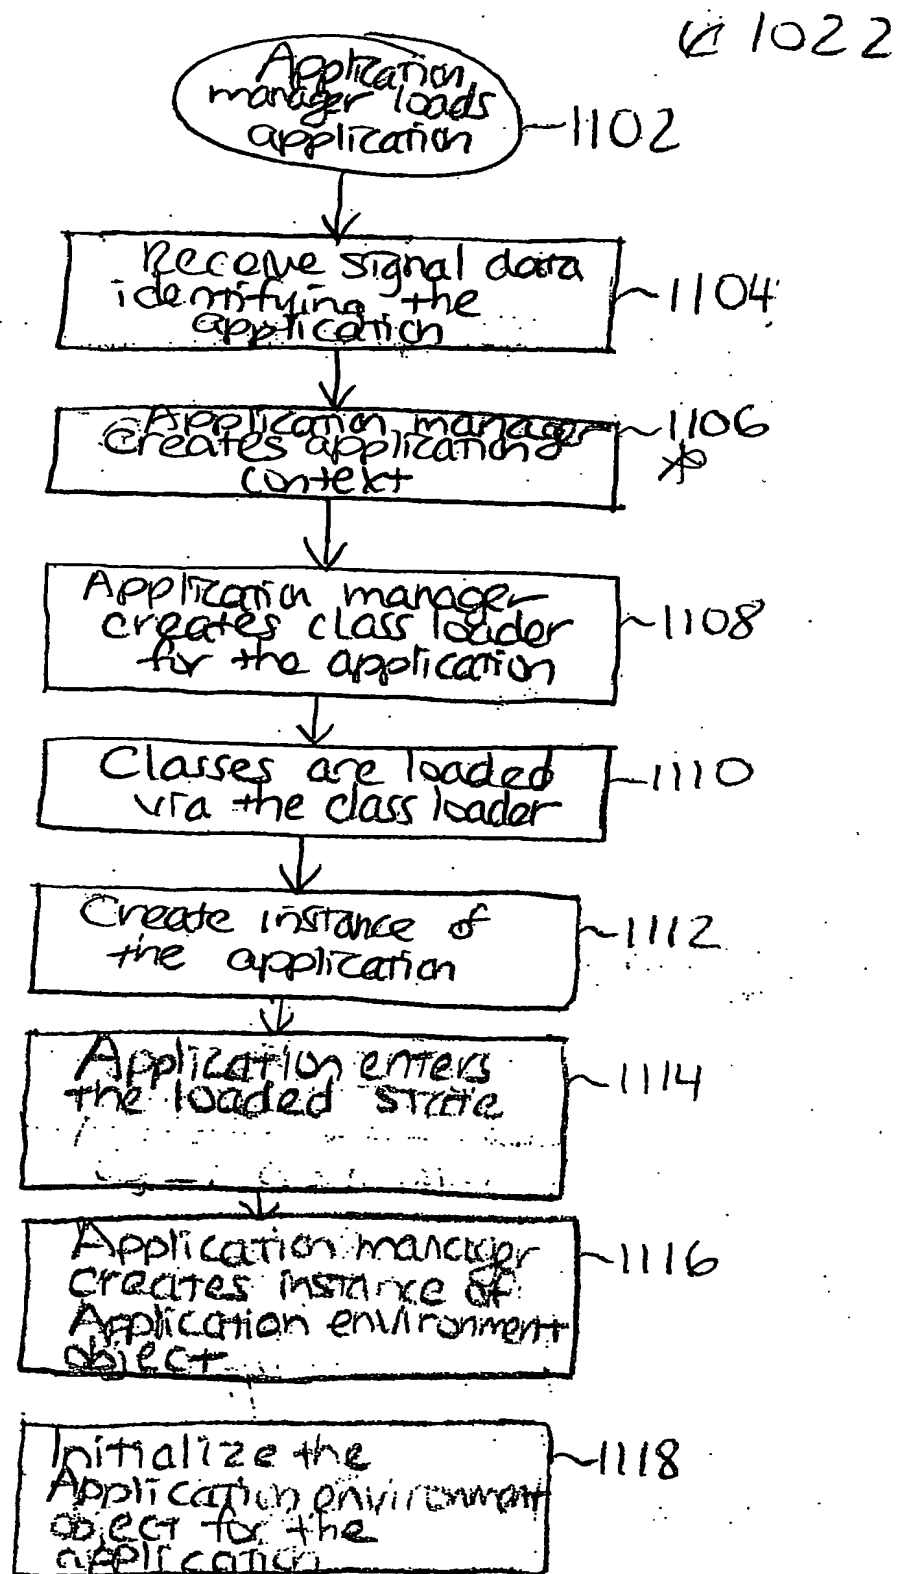 1022
Application
manager loads
application
1102
Receive signal data
identifying the
application
1104
Application manager
creates application
context
1106
Application manager
creates class loader
for the application
1108
Classes are loaded
via the class loader
1110
Create instance of
the application
1112
Application enters
the loaded state
1114
Application manager
creates instance of
Application environment
object
1116
Initialize the
Application environment
object for the
application
1118